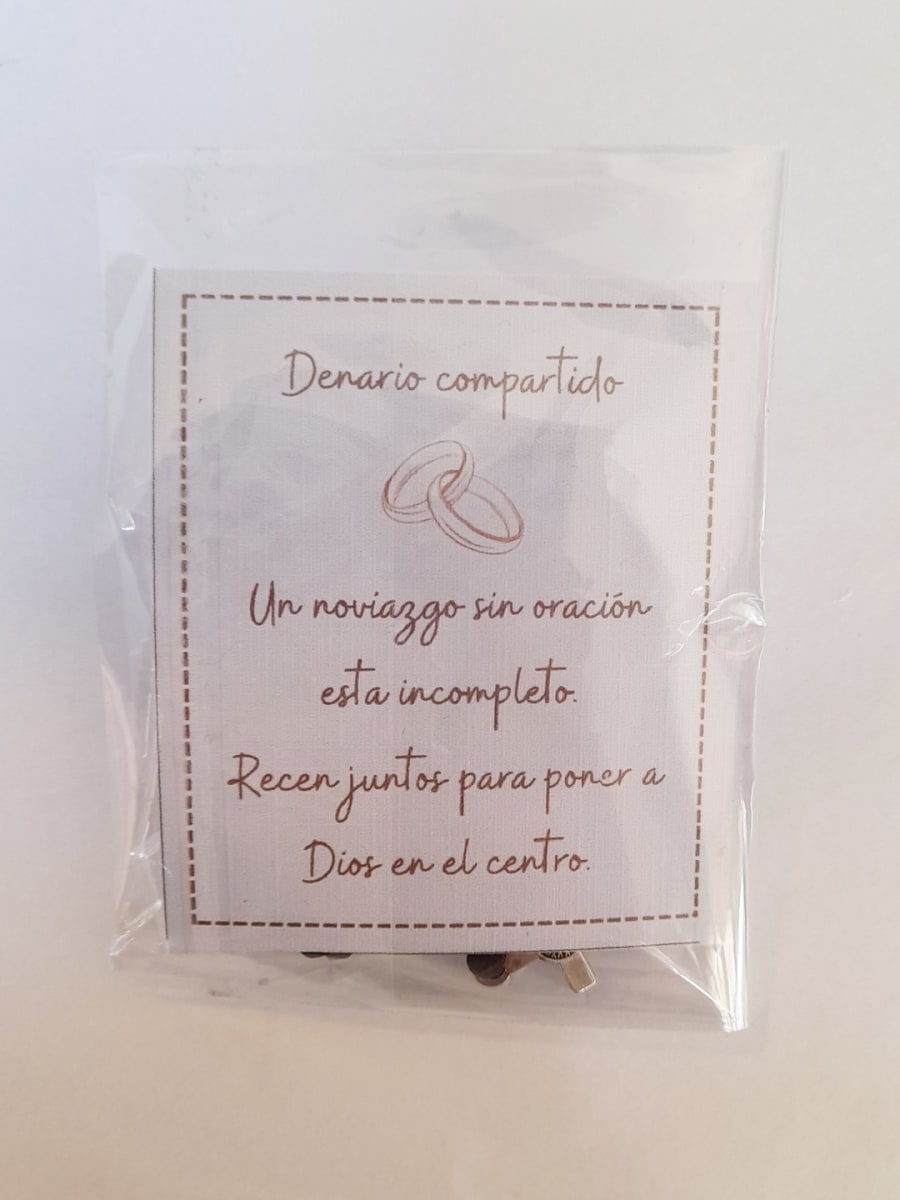 Denario compartido
Un noviazgo sin oración
esta incompleto.
Recen juntos para poner a
Dios en el centro.